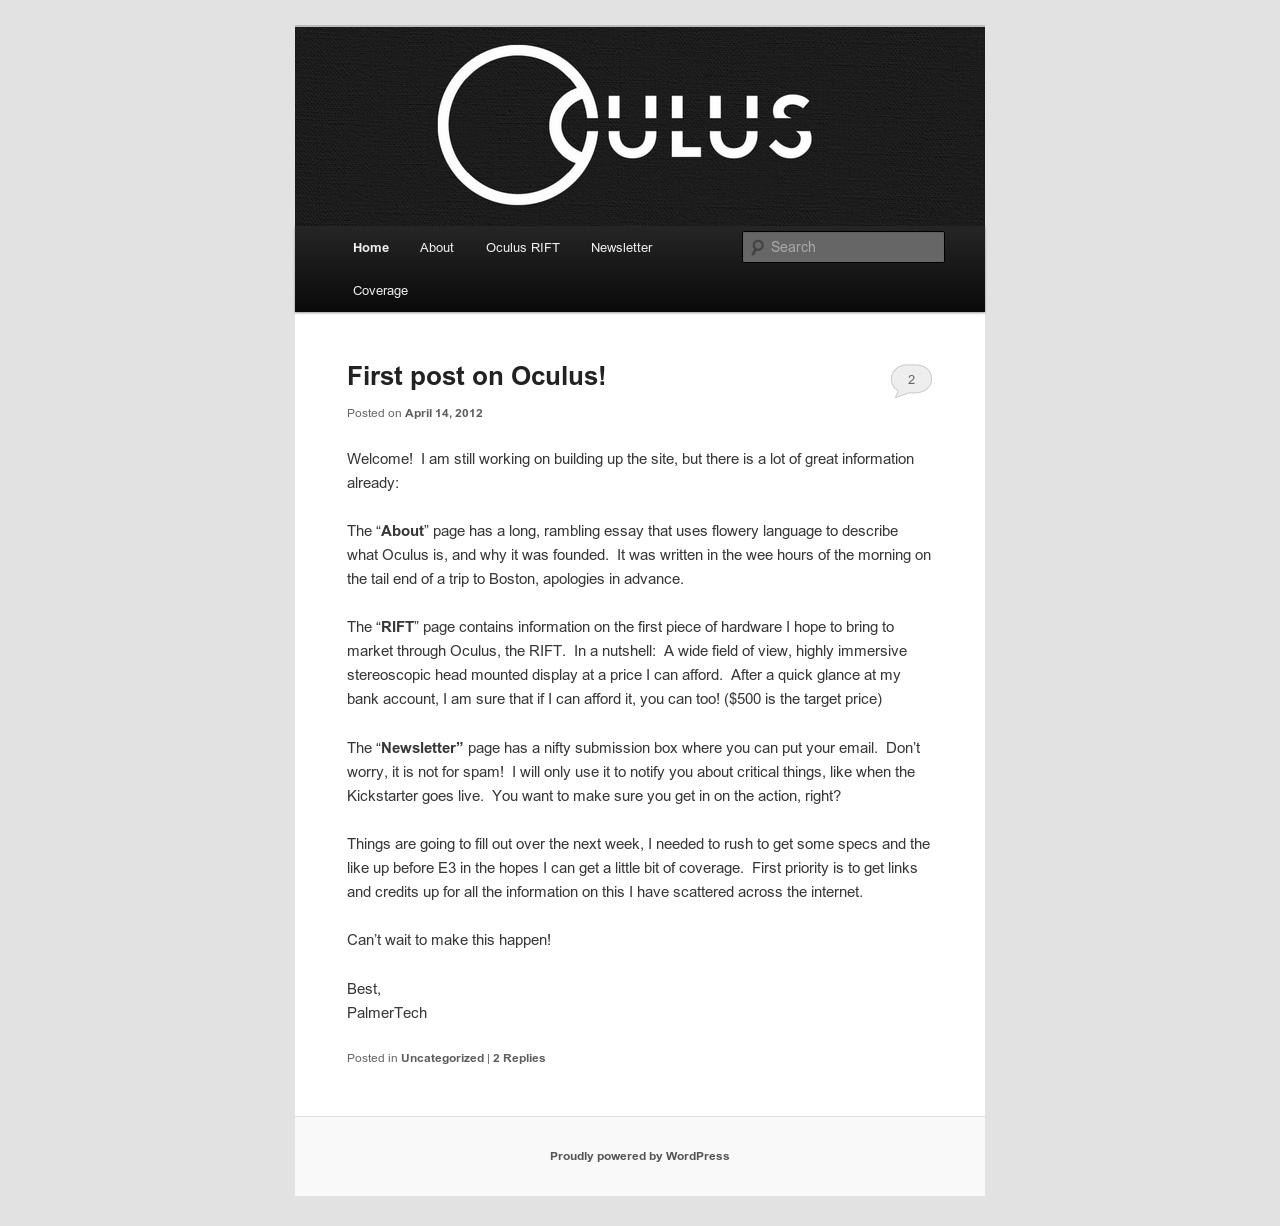 OCULUS
Home About Oculus RIFT Newsletter Search
Coverage
First post on Oculus! 2
Posted on April 14, 2012
Welcome!  I am still working on building up the site, but there is a lot of great information
already:
The “About” page has a long, rambling essay that uses flowery language to describe
what Oculus is, and why it was founded.  It was written in the wee hours of the morning on
the tail end of a trip to Boston, apologies in advance.
The “RIFT” page contains information on the first piece of hardware I hope to bring to
market through Oculus, the RIFT.  In a nutshell:  A wide field of view, highly immersive
stereoscopic head mounted display at a price I can afford.  After a quick glance at my
bank account, I am sure that if I can afford it, you can too! ($500 is the target price)
The “Newsletter” page has a nifty submission box where you can put your email.  Don’t
worry, it is not for spam!  I will only use it to notify you about critical things, like when the
Kickstarter goes live.  You want to make sure you get in on the action, right?
Things are going to fill out over the next week, I needed to rush to get some specs and the
like up before E3 in the hopes I can get a little bit of coverage.  First priority is to get links
and credits up for all the information on this I have scattered across the internet.
Can’t wait to make this happen!
Best,
PalmerTech
Posted in Uncategorized | 2 Replies
Proudly powered by WordPress